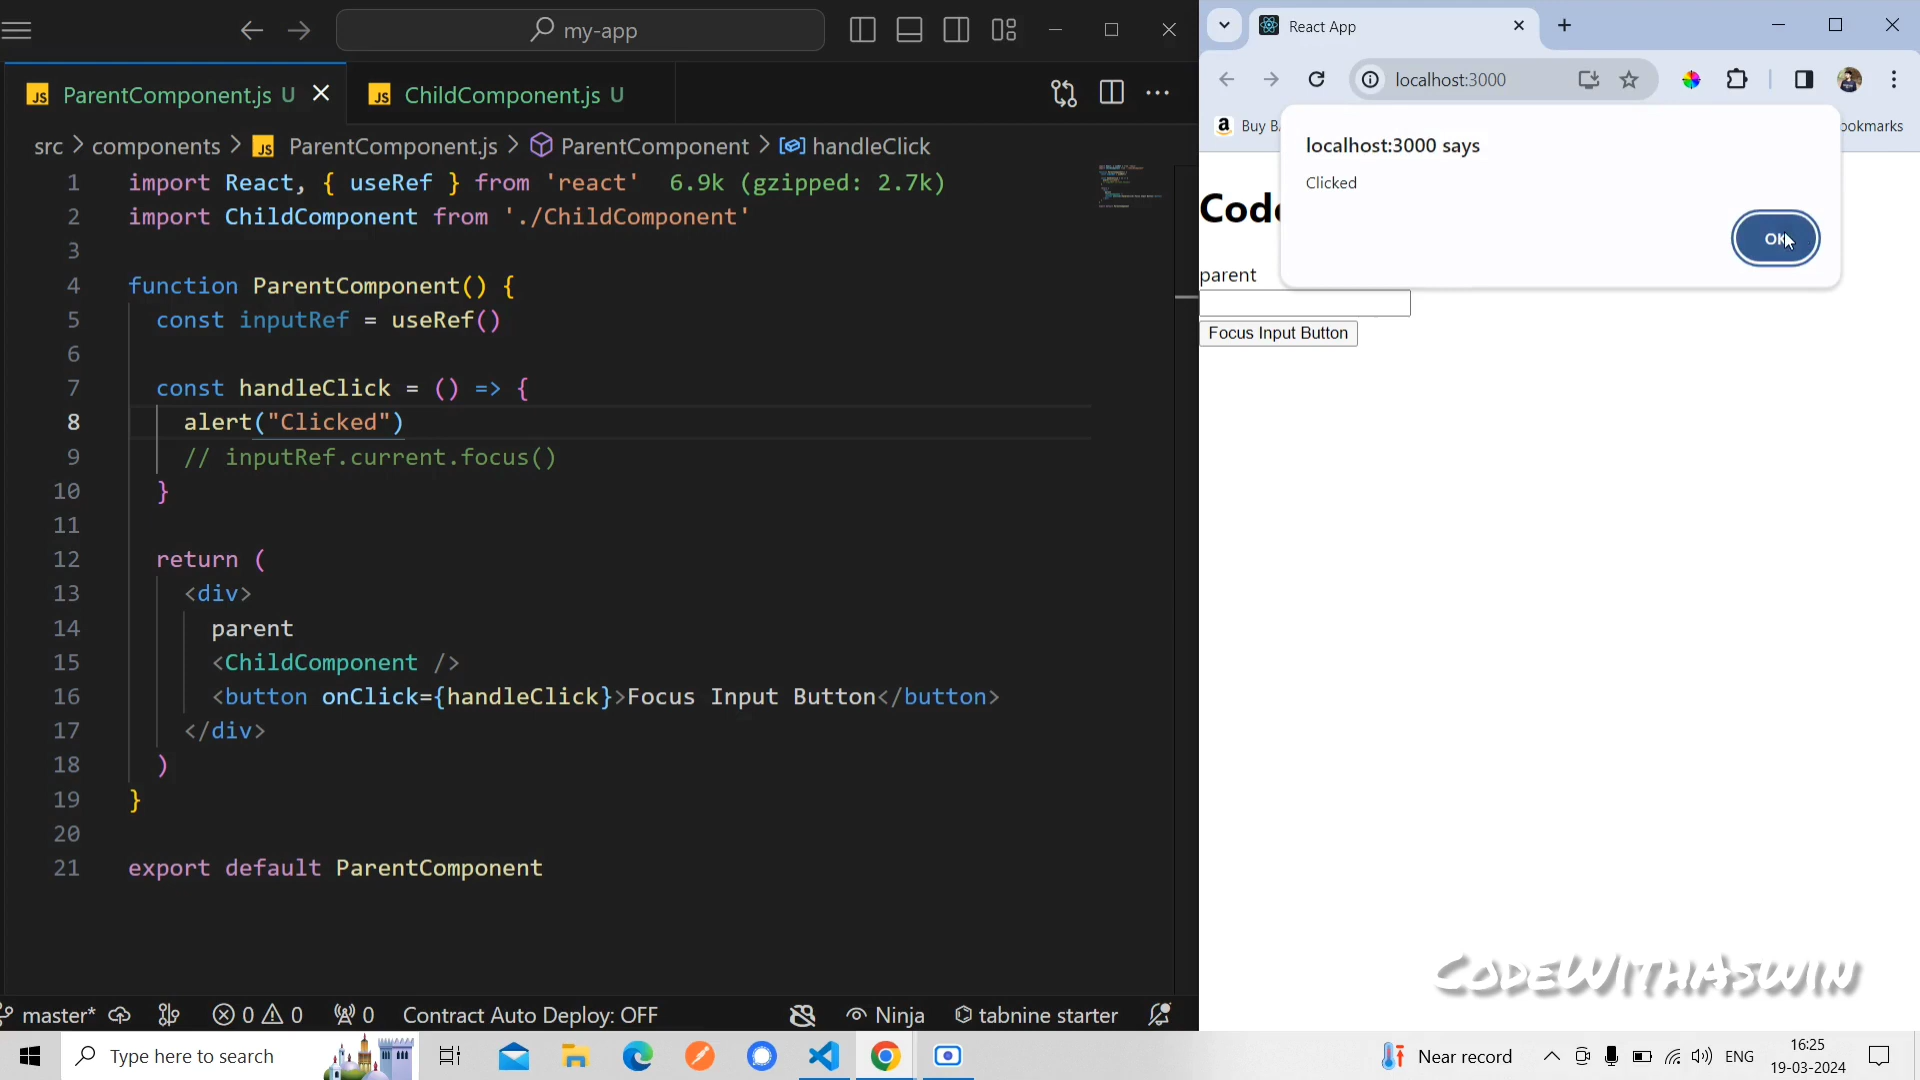 my-app
ParentComponent.js U
ChildComponent.js U
src > components > JS ParentComponent.js > ParentComponent > handleClick
1 import React, { useRef } from 'react' 6.9k (gzipped: 2.7k)
2 import ChildComponent from './ChildComponent'
3
4 function ParentComponent() {
5 const inputRef = useRef()
6
7 const handleClick = () => {
8 alert("Clicked")
9 // inputRef.current.focus()
10 }
11
12 return (
13 <div>
14 parent
15 <ChildComponent />
16 <button onClick={handleClick}>Focus Input Button</button>
17 </div>
18 )
19 }
20
21 export default ParentComponent
master* 0 0 0 Contract Auto Deploy: OFF Ninja tabnine starter
React App
localhost:3000
Buy B
ookmarks
localhost:3000 says
Clicked
OK
Code
parent
Focus Input Button
CodeWithAswin
Type here to search
Near record
ENG
16:25
19-03-2024